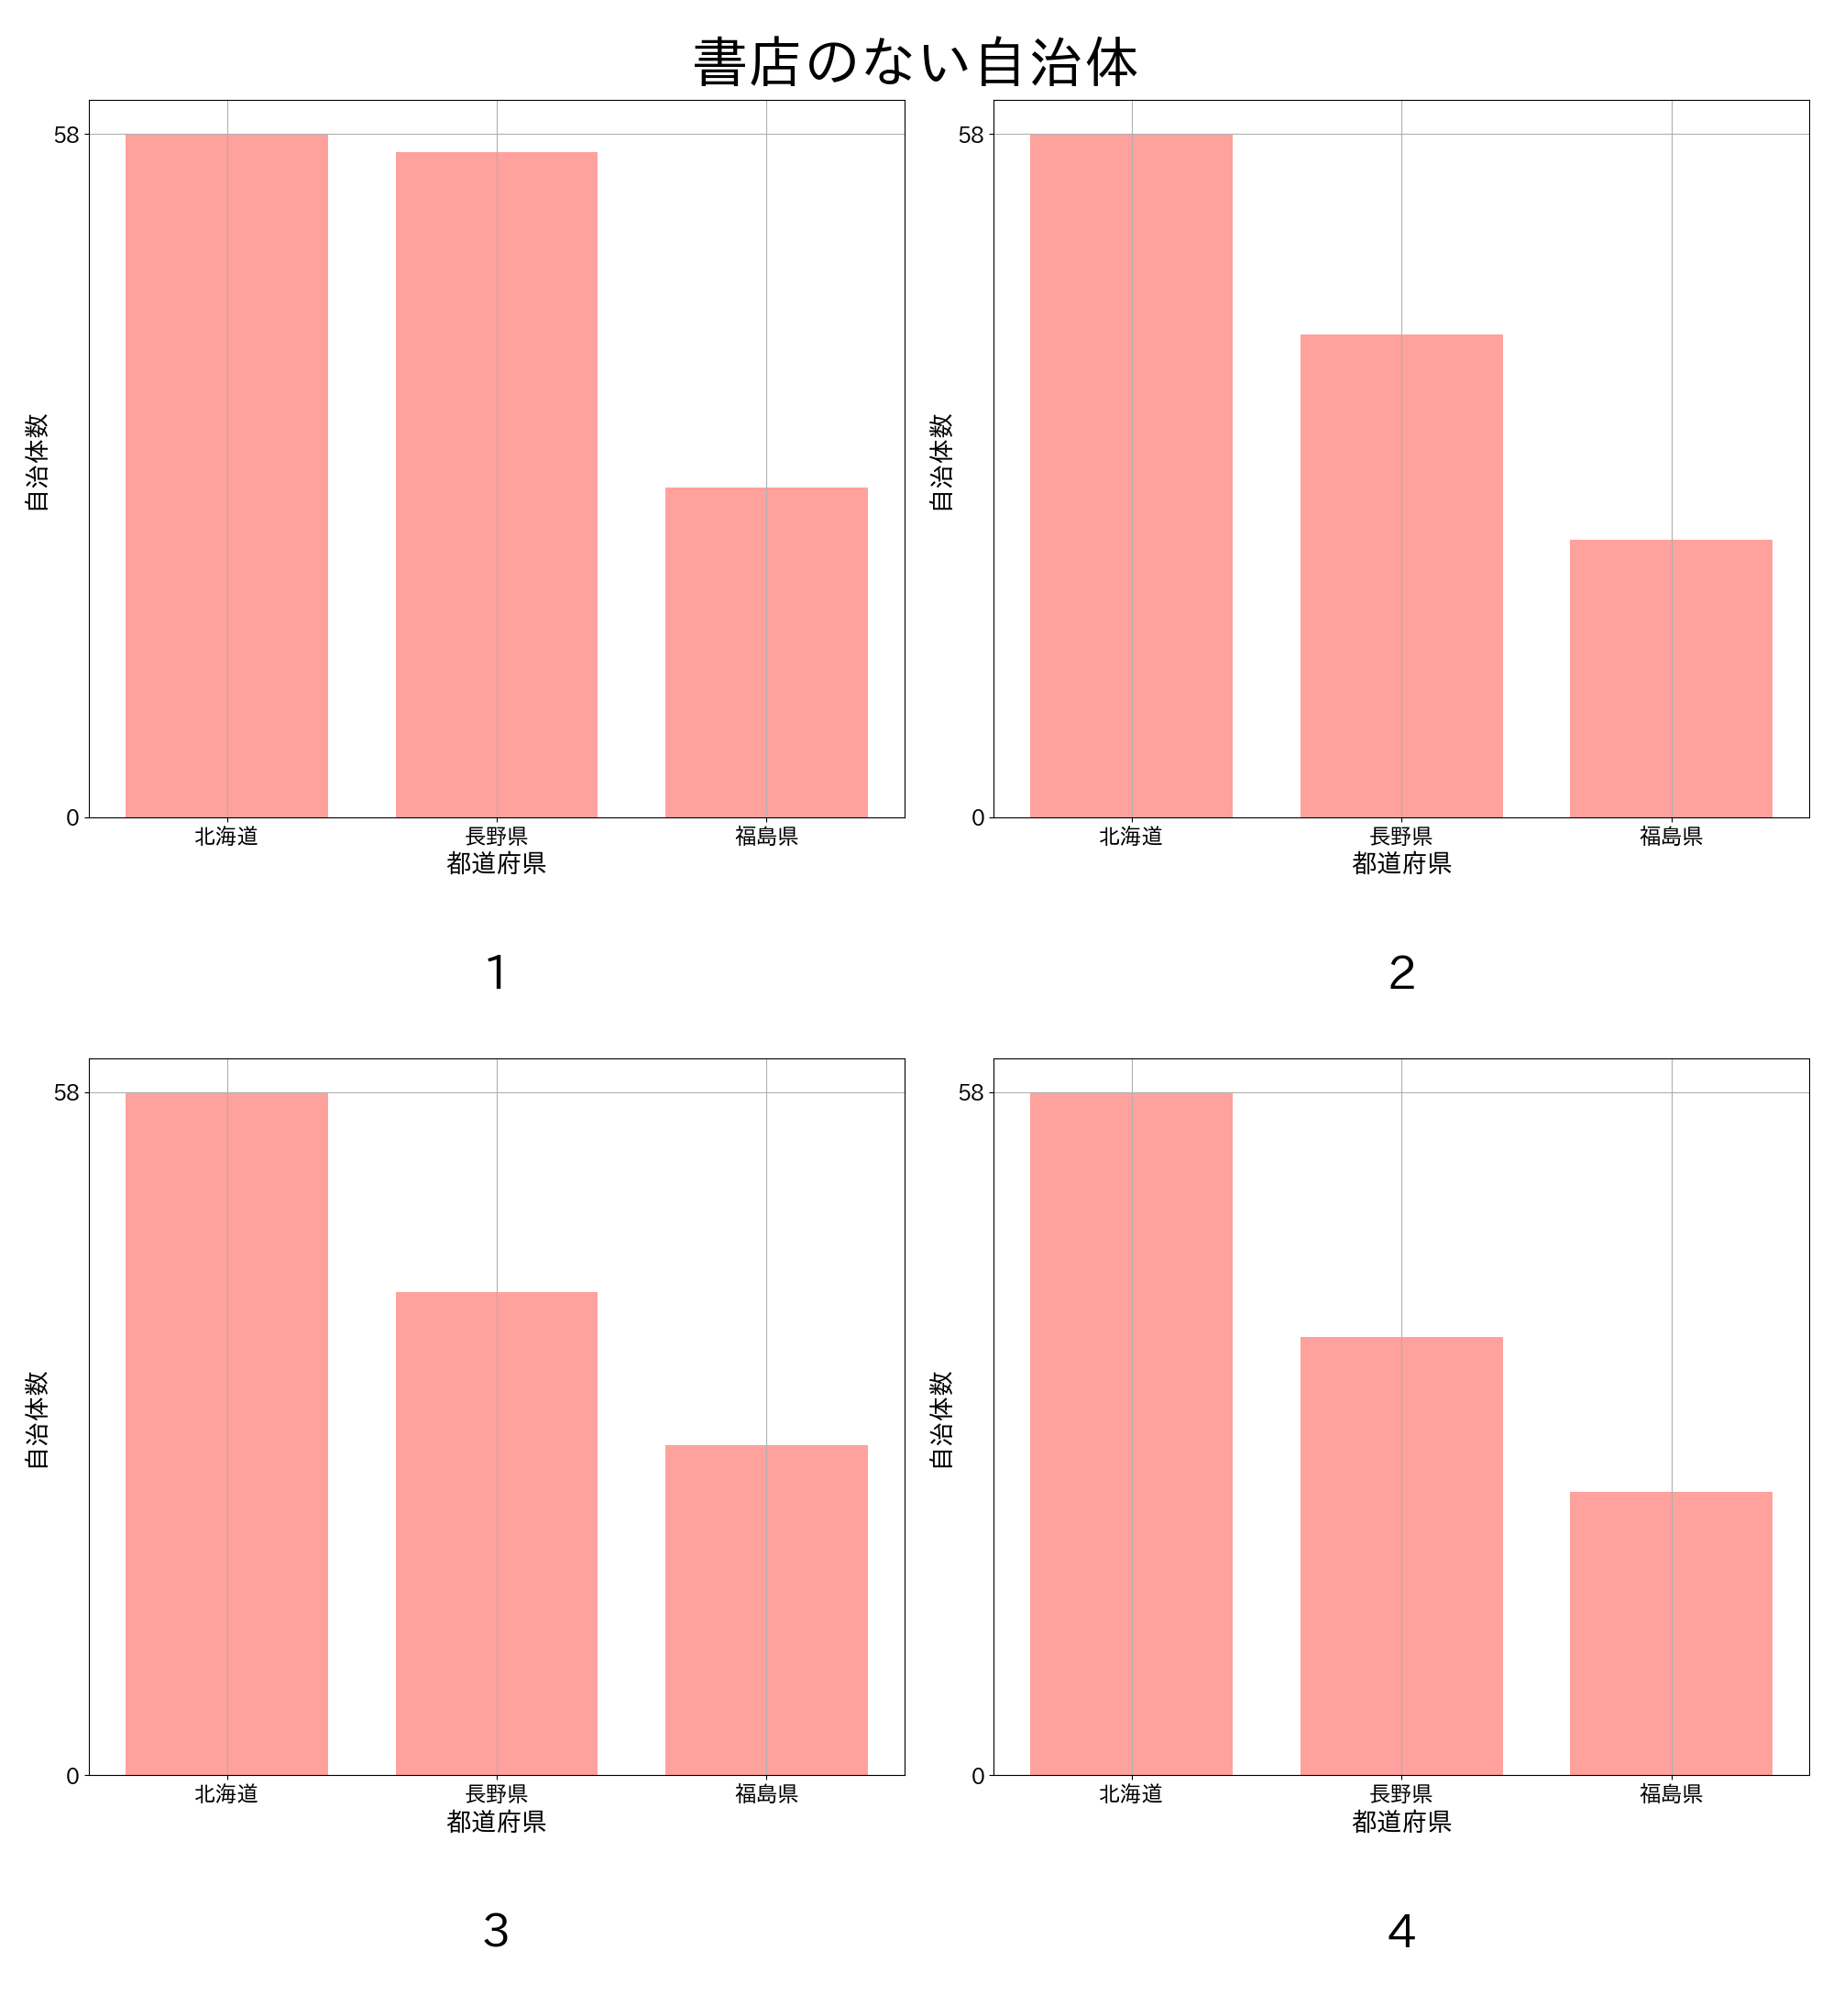 書店のない自治体
58
0
自治体数
北海道 長野県 福島県
都道府県
1
58
0
自治体数
北海道 長野県 福島県
都道府県
2
58
0
自治体数
北海道 長野県 福島県
都道府県
3
58
0
自治体数
北海道 長野県 福島県
都道府県
4